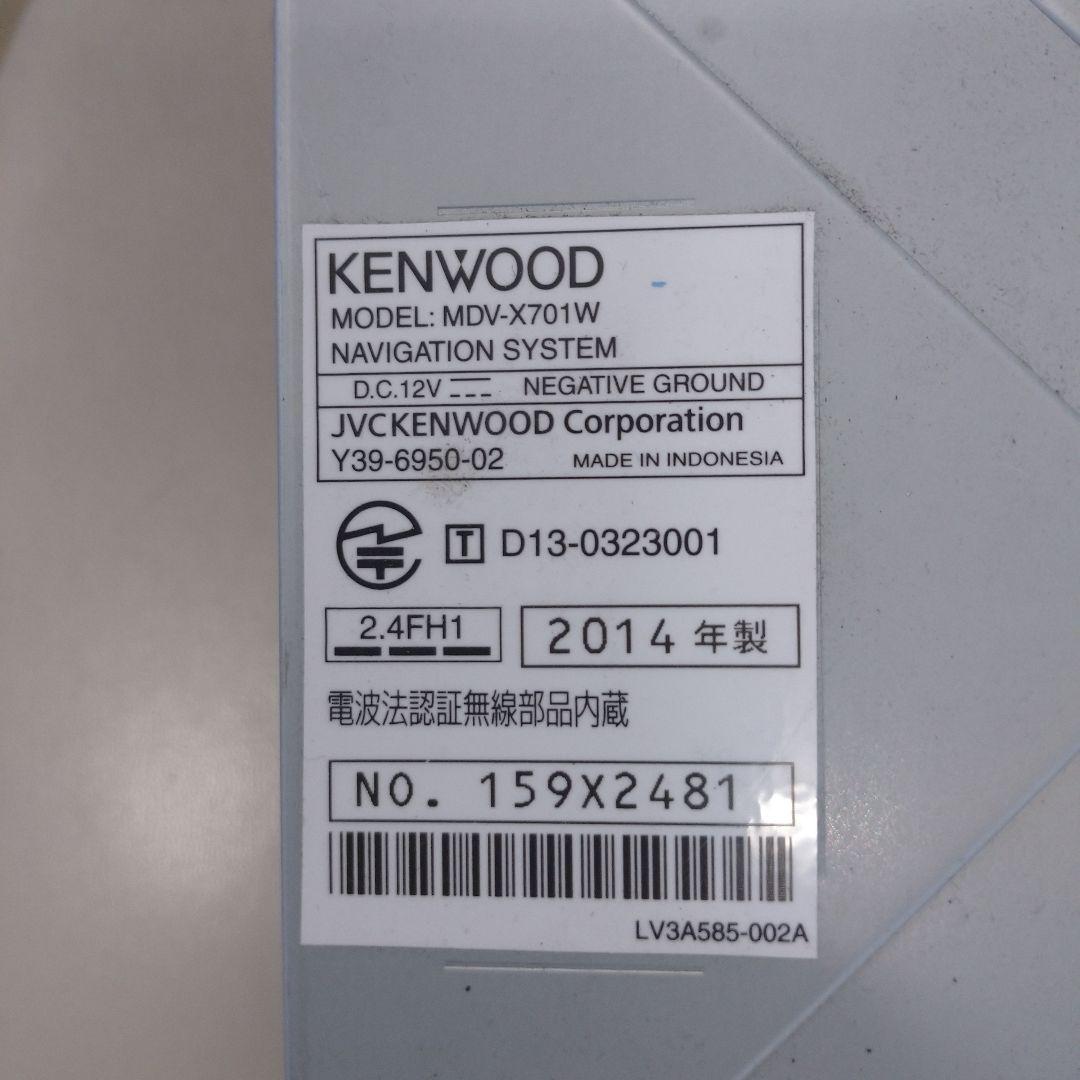 KENWOOD
MODEL: MDV-X701W
NAVIGATION SYSTEM
D.C.12V NEGATIVE GROUND
JVCKENWOOD Corporation
Y39-6950-02 MADE IN INDONESIA
T D13-0323001
2.4FH1 2014 年製
電波法認証無線部品内蔵
NO. 159X2481
LV3A585-002A